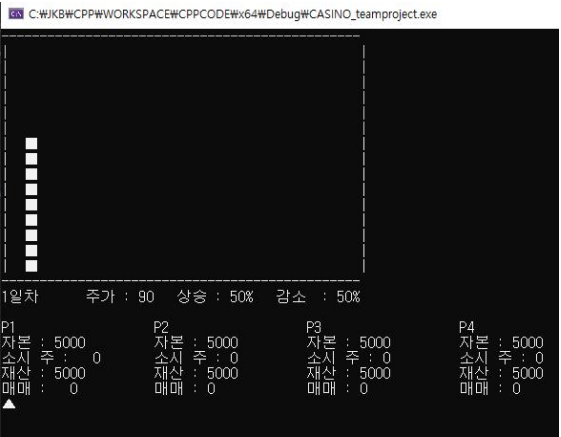 C:₩JKB₩CPP₩WORKSPACE₩CPPCODE₩x64₩Debug₩CASINO_teamproject.exe
1일차 주가 : 90 상승 : 50% 감소 : 50%
P1 P2 P3 P4
자본 : 5000 자본 : 5000 자본 : 5000 자본 : 5000
소시 주 : 0 소시 주 : 0 소시 주 : 0 소시 주 : 0
재산 : 5000 재산 : 5000 재산 : 5000 재산 : 5000
매매 : 0 매매 : 0 매매 : 0 매매 : 0